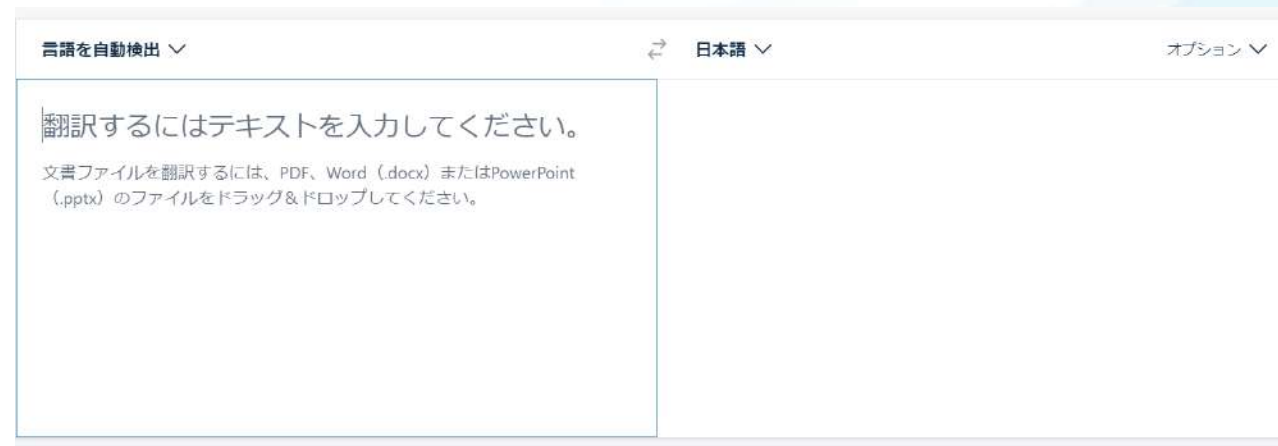 言語を自動検出
日本語
オプション
翻訳するにはテキストを入力してください。
文書ファイルを翻訳するには、PDF、Word（.docx）またはPowerPoint
（.pptx）のファイルをドラッグ＆ドロップしてください。